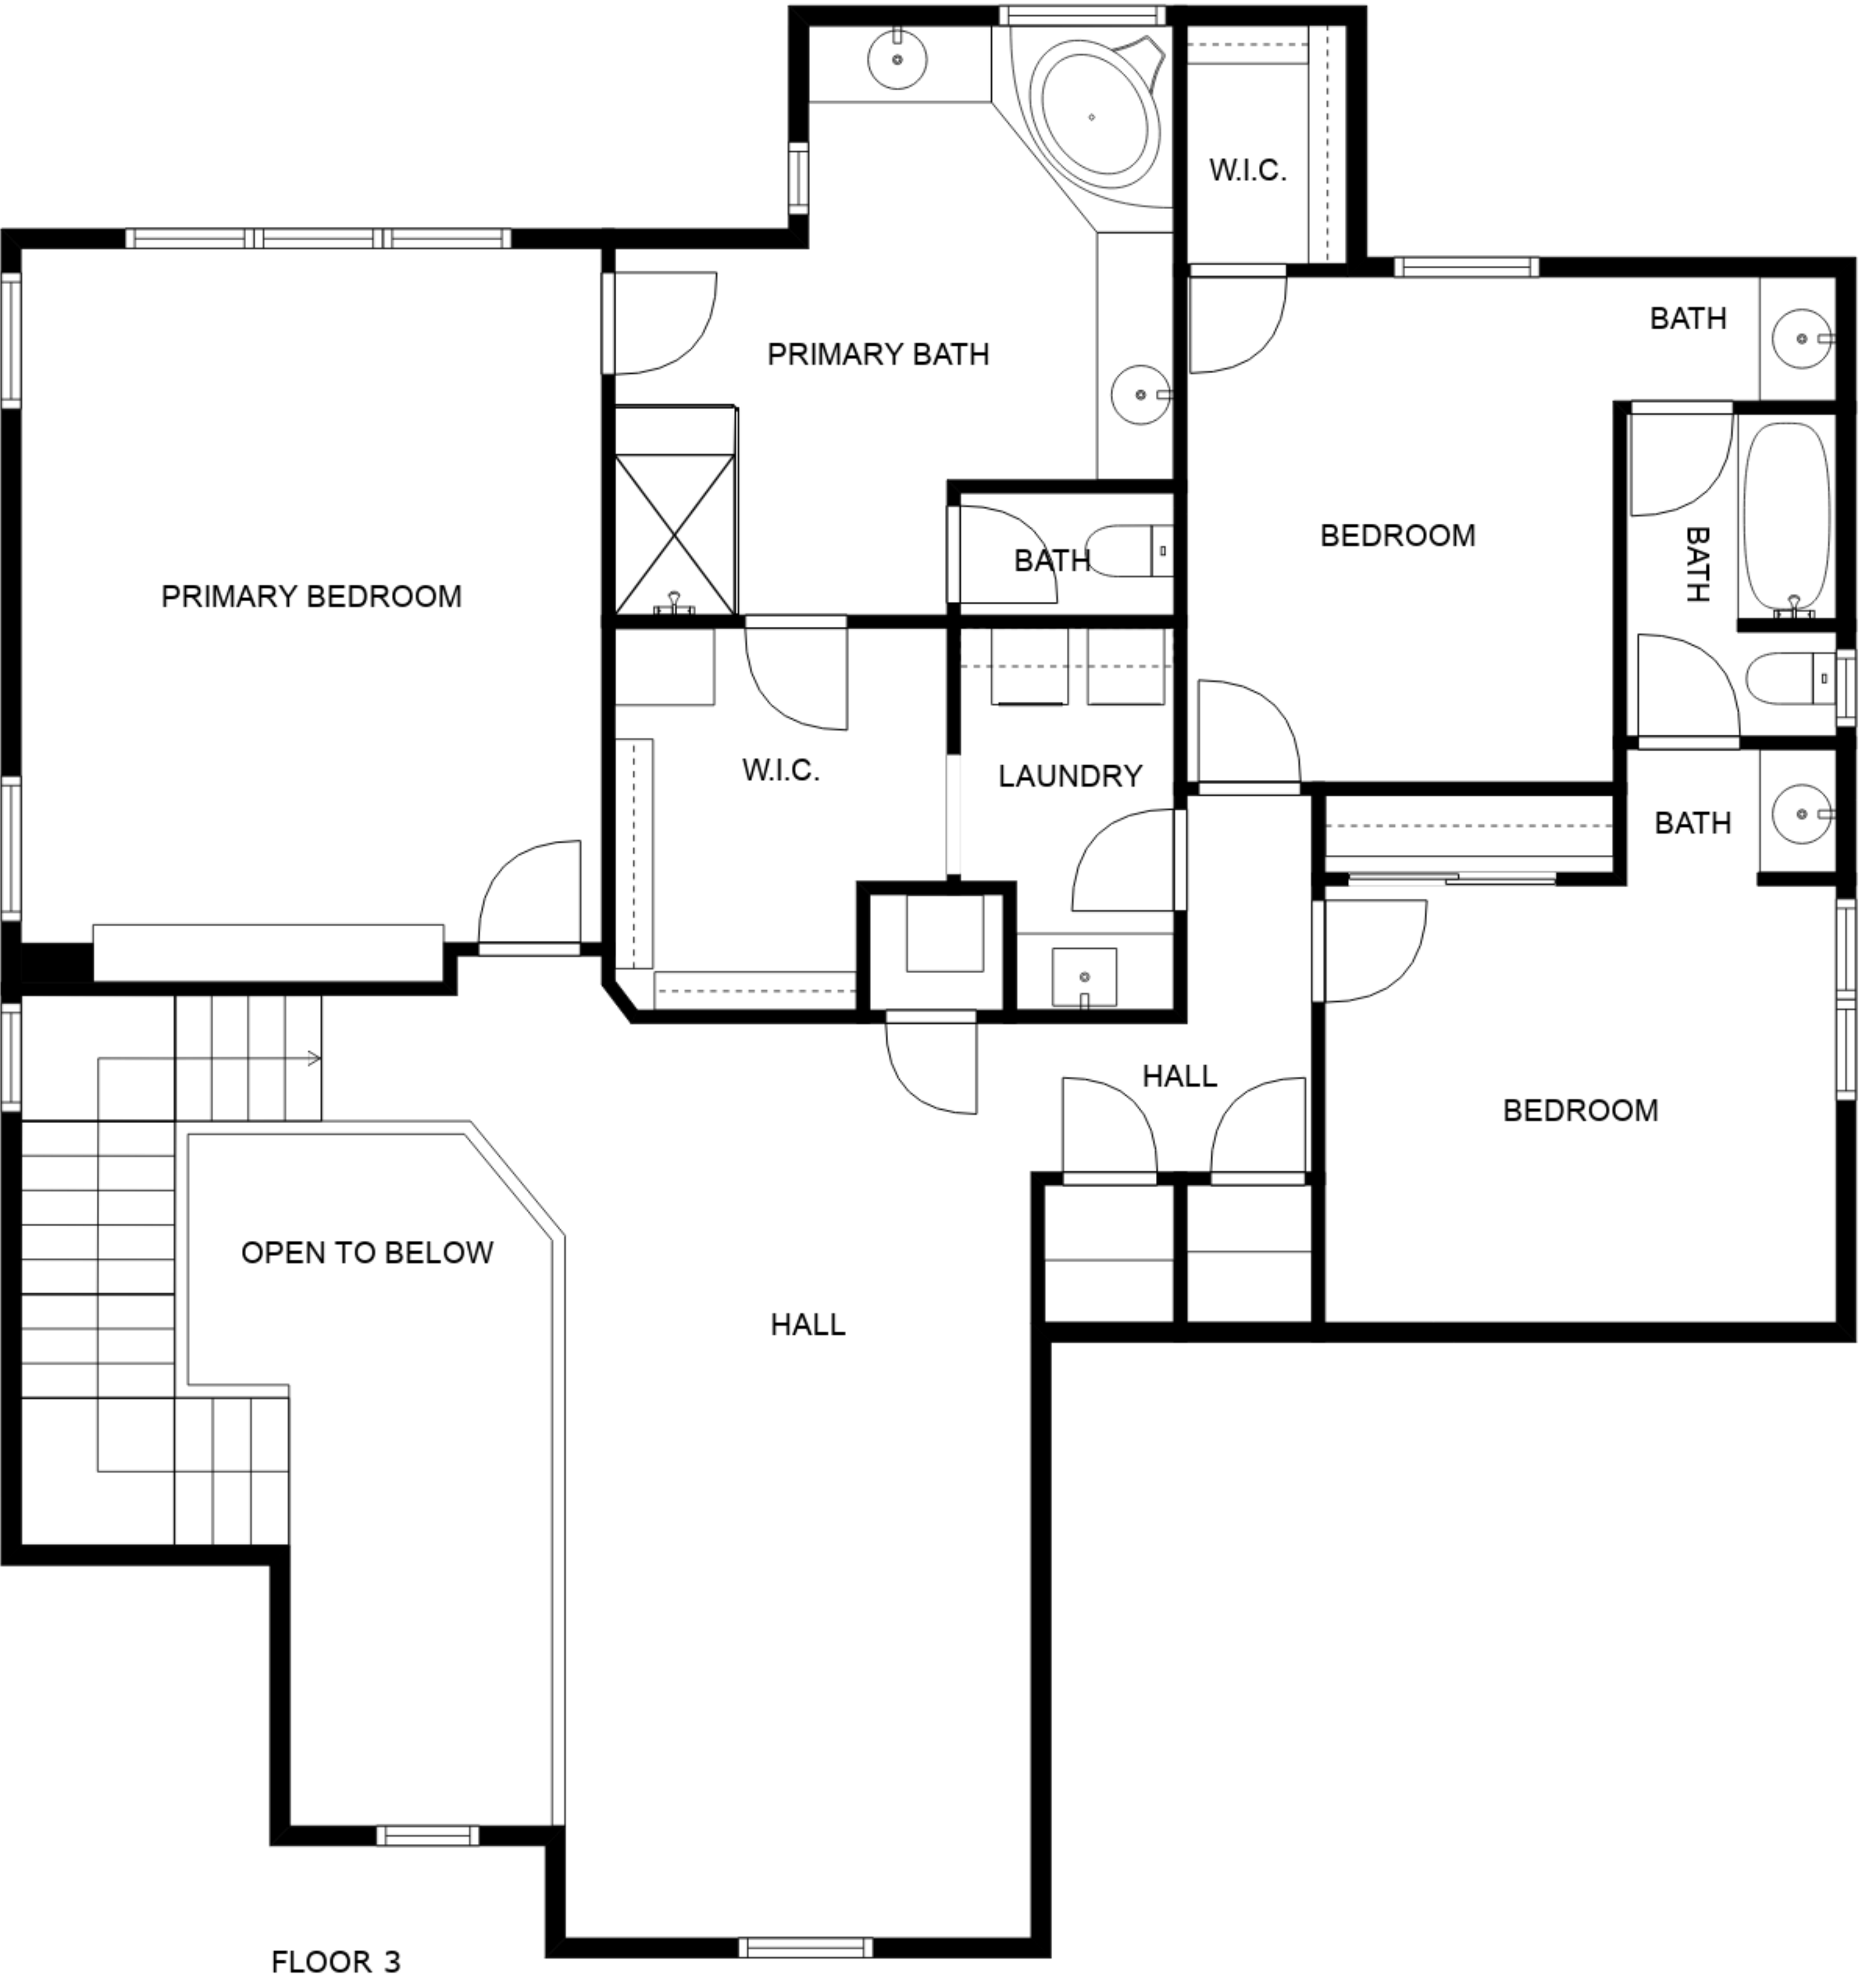 W.I.C.
BATH
PRIMARY BATH
BEDROOM
BATH
BATH
PRIMARY BEDROOM
W.I.C.
LAUNDRY
BATH
HALL
BEDROOM
OPEN TO BELOW
HALL
FLOOR 3